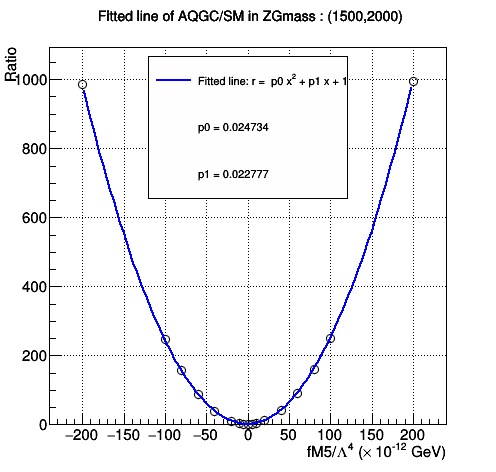 FItted line of AQGC/SM in ZGmass : (1500,2000)
Ratio
1000
800
600
400
200
0
Fitted line: r = p0 x² + p1 x + 1
p0 = 0.024734
p1 = 0.022777
−200 −150 −100 −50 0 50 100 150 200
fM5/Λ⁴ (× 10⁻¹² GeV)